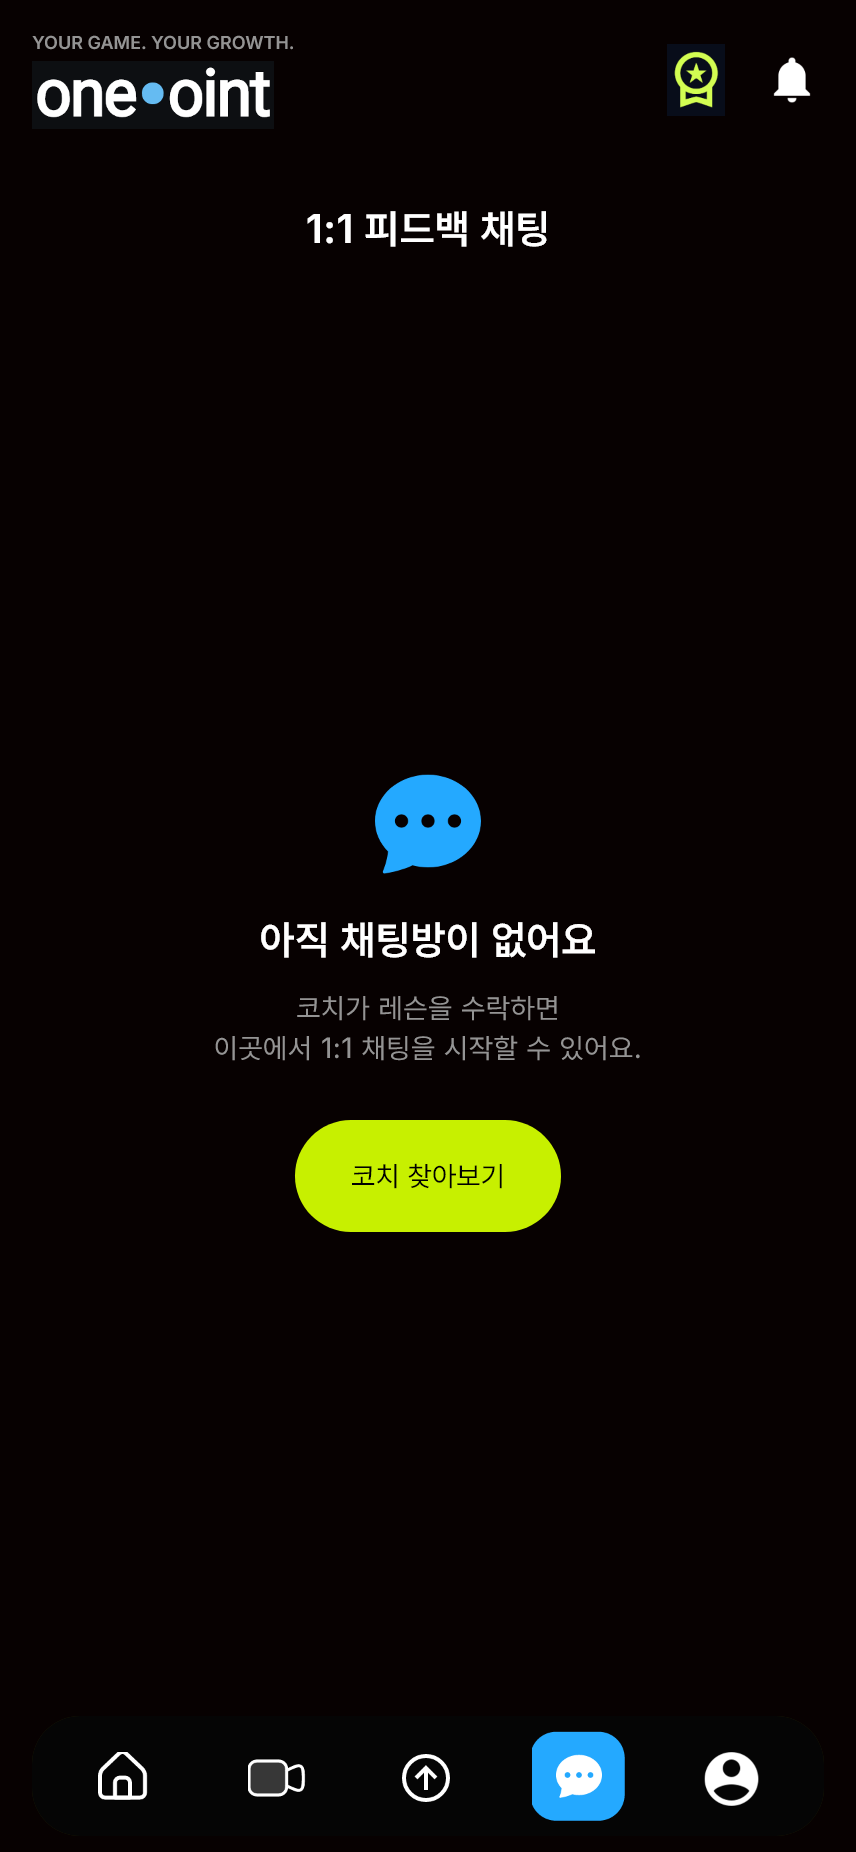 YOUR GAME. YOUR GROWTH.
one•oint
1:1 피드백 채팅
아직 채팅방이 없어요
코치가 레슨을 수락하면
이곳에서 1:1 채팅을 시작할 수 있어요.
코치 찾아보기